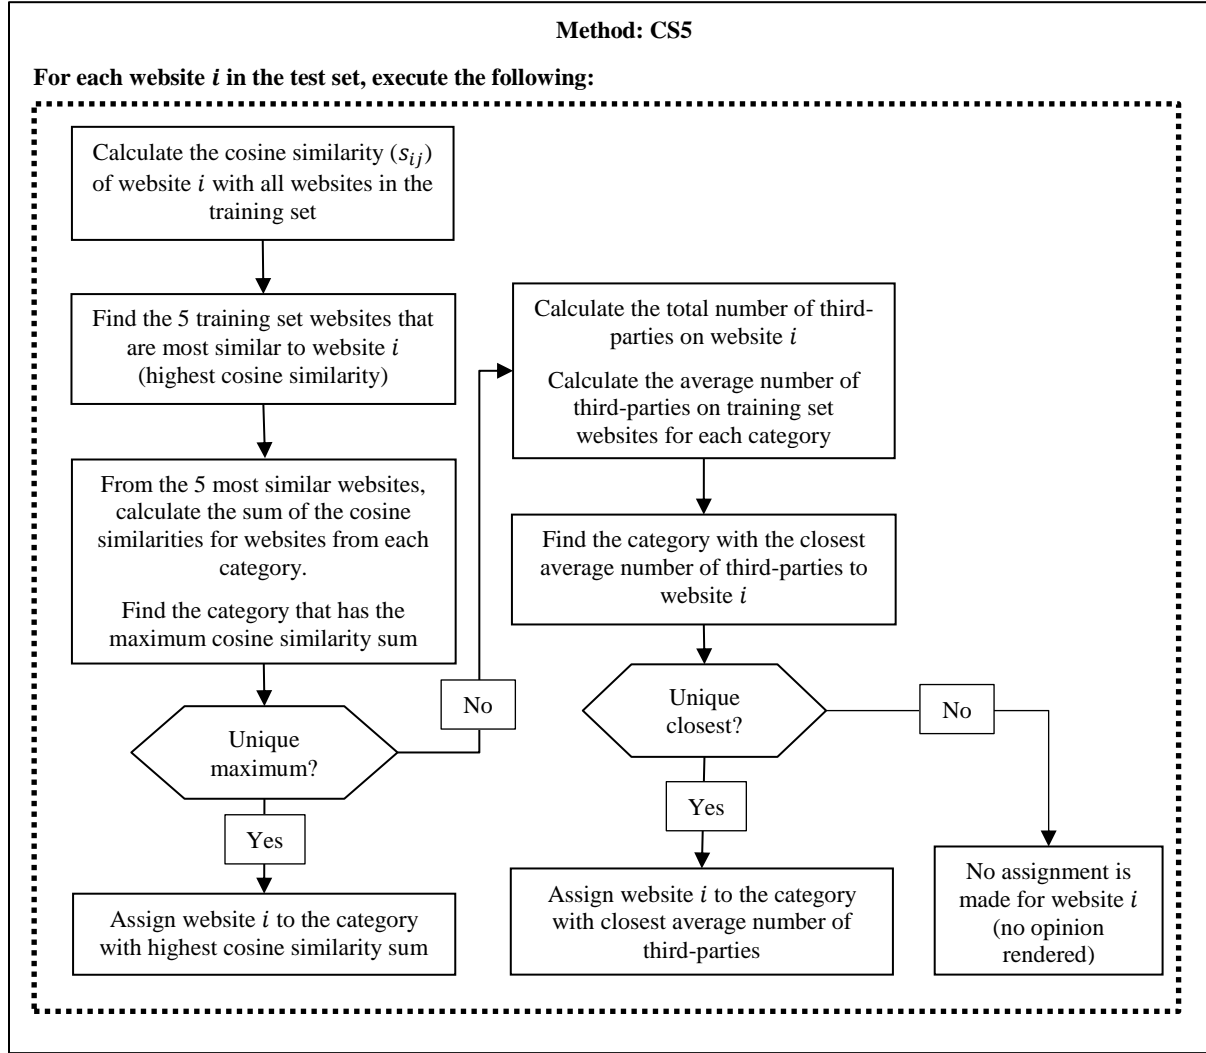 Method: CS5
For each website i in the test set, execute the following:
Calculate the cosine similarity (s_{ij})
of website i with all websites in the
training set
Find the 5 training set websites that
are most similar to website i
(highest cosine similarity)
From the 5 most similar websites,
calculate the sum of the cosine
similarities for websites from each
category.
Find the category that has the
maximum cosine similarity sum
Unique
maximum?
No
Yes
Assign website i to the category
with highest cosine similarity sum
Calculate the total number of third-
parties on website i
Calculate the average number of
third-parties on training set
websites for each category
Find the category with the closest
average number of third-parties to
website i
Unique
closest?
No
Yes
Assign website i to the category
with closest average number of
third-parties
No assignment is
made for website i
(no opinion
rendered)